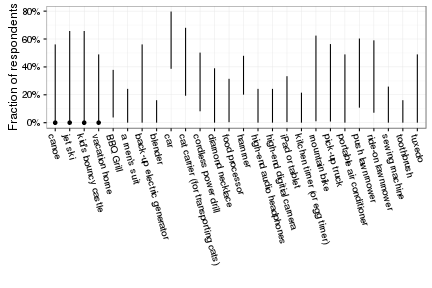 Fraction of respondents
80%
60%
40%
20%
0%
canoe
jet ski
kid's bouncy castle
vacation home
BBQ Grill
a men's suit
back-up electric generator
blender
car
cat carrier (for transporting cats)
cordless power drill
diamond necklace
food processor
hammer
high-end audio headphones
high-end digital camera
iPad or tablet
kitchen timer (or egg timer)
mountain bike
pick-up truck
portable air conditioner
push lawnmower
ride-on lawnmower
sewing machine
toothbrush
tuxedo